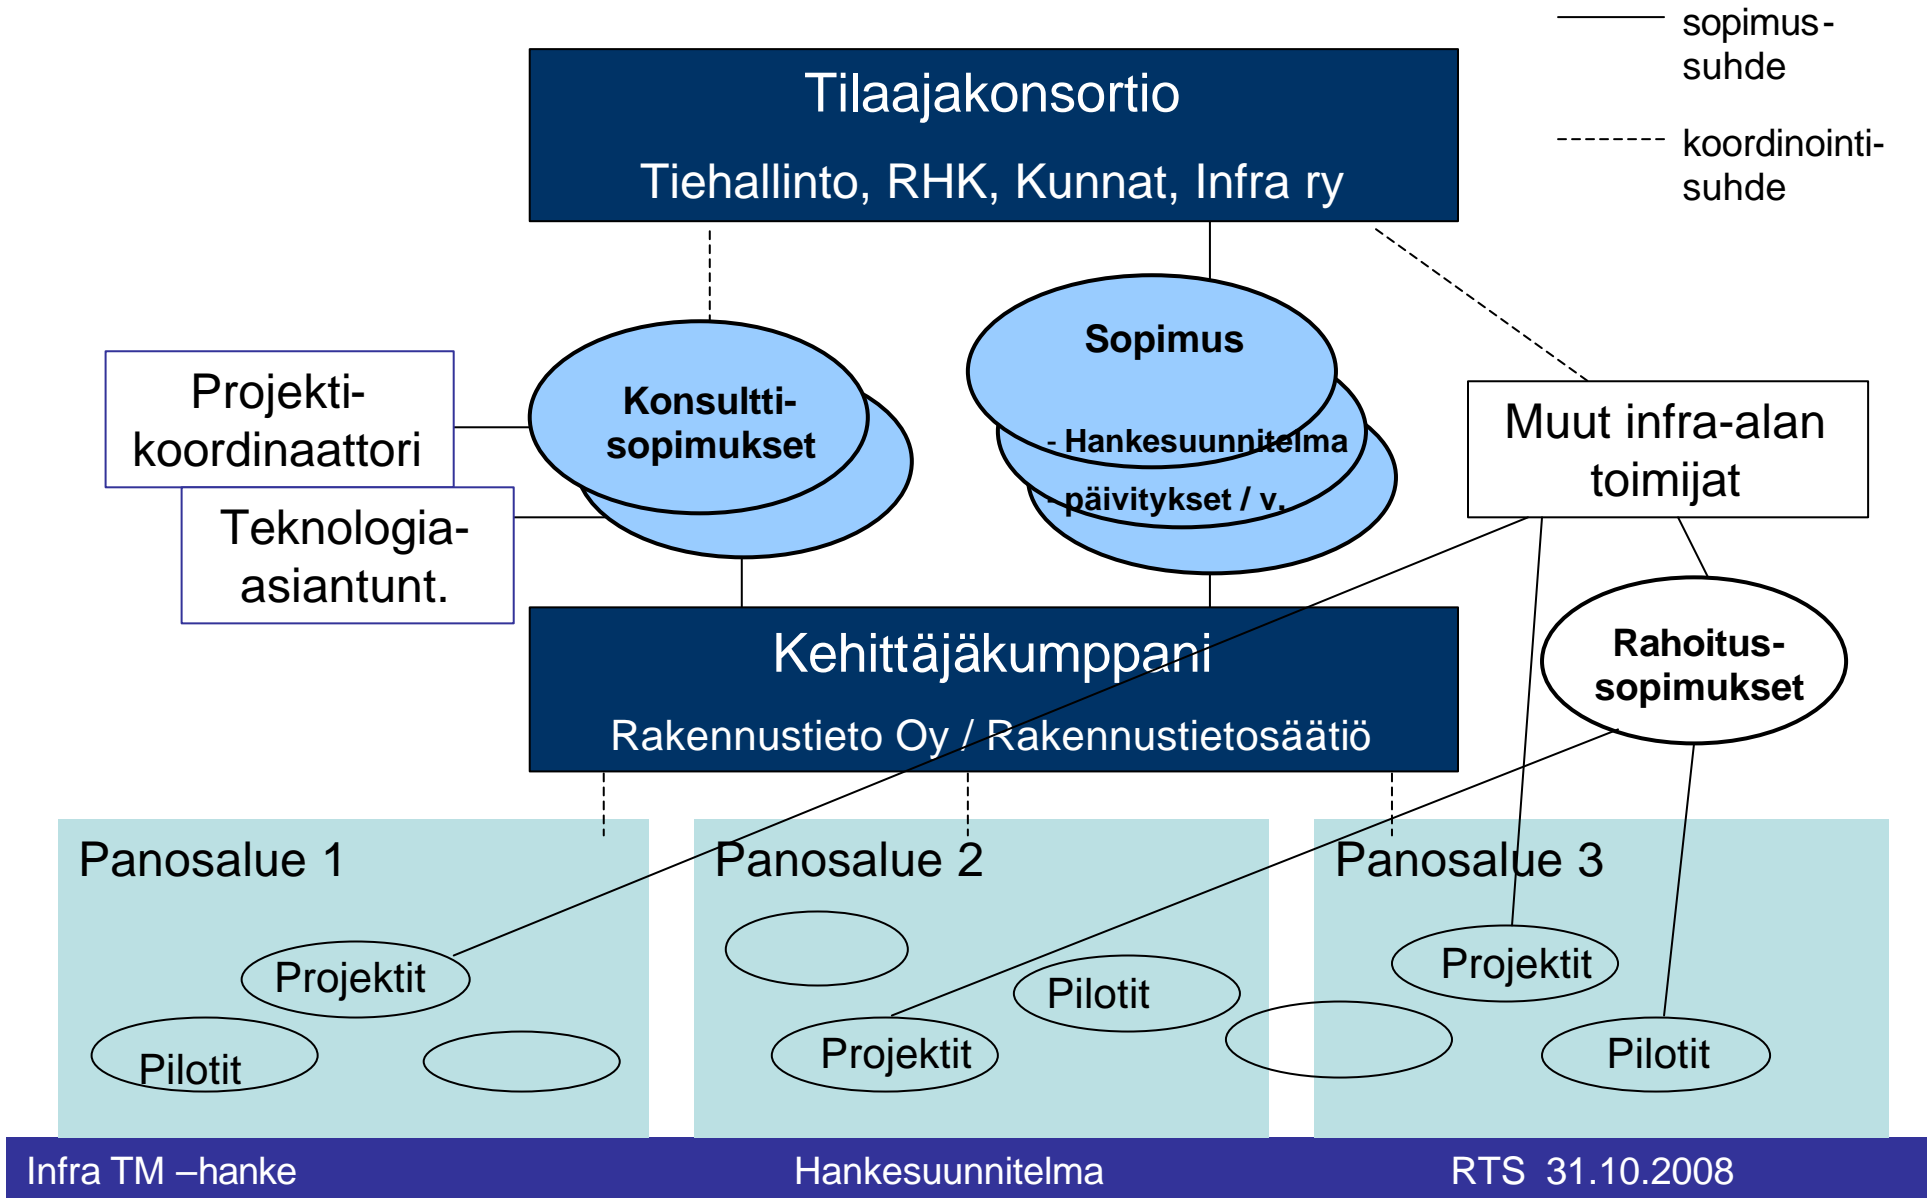 sopimus-
suhde
koordinointi-
suhde
Tilaajakonsortio
Tiehallinto, RHK, Kunnat, Infra ry
Projekti-
koordinaattori
Teknologia-
asiantunt.
Konsultti-
sopimukset
Sopimus
- Hankesuunnitelma
- päivitykset / v.
Muut infra-alan
toimijat
Rahoitus-
sopimukset
Kehittäjäkumppani
Rakennustieto Oy / Rakennustietosäätiö
Panosalue 1
Projektit
Pilotit
Panosalue 2
Pilotit
Projektit
Panosalue 3
Projektit
Pilotit
Infra TM –hanke
Hankesuunnitelma
RTS 31.10.2008